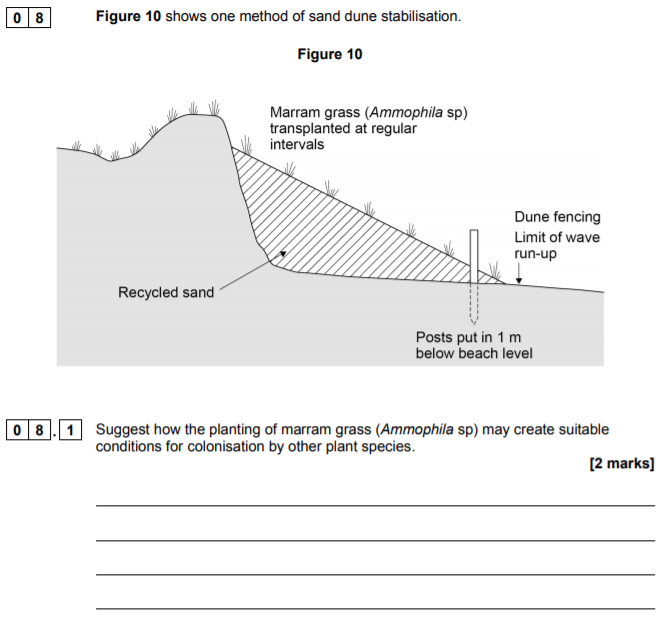 0 8 Figure 10 shows one method of sand dune stabilisation.
Figure 10
Marram grass (Ammophila sp)
transplanted at regular
intervals
Dune fencing
Limit of wave
run-up
Recycled sand
Posts put in 1 m
below beach level
0 8 . 1 Suggest how the planting of marram grass (Ammophila sp) may create suitable
conditions for colonisation by other plant species.
[2 marks]